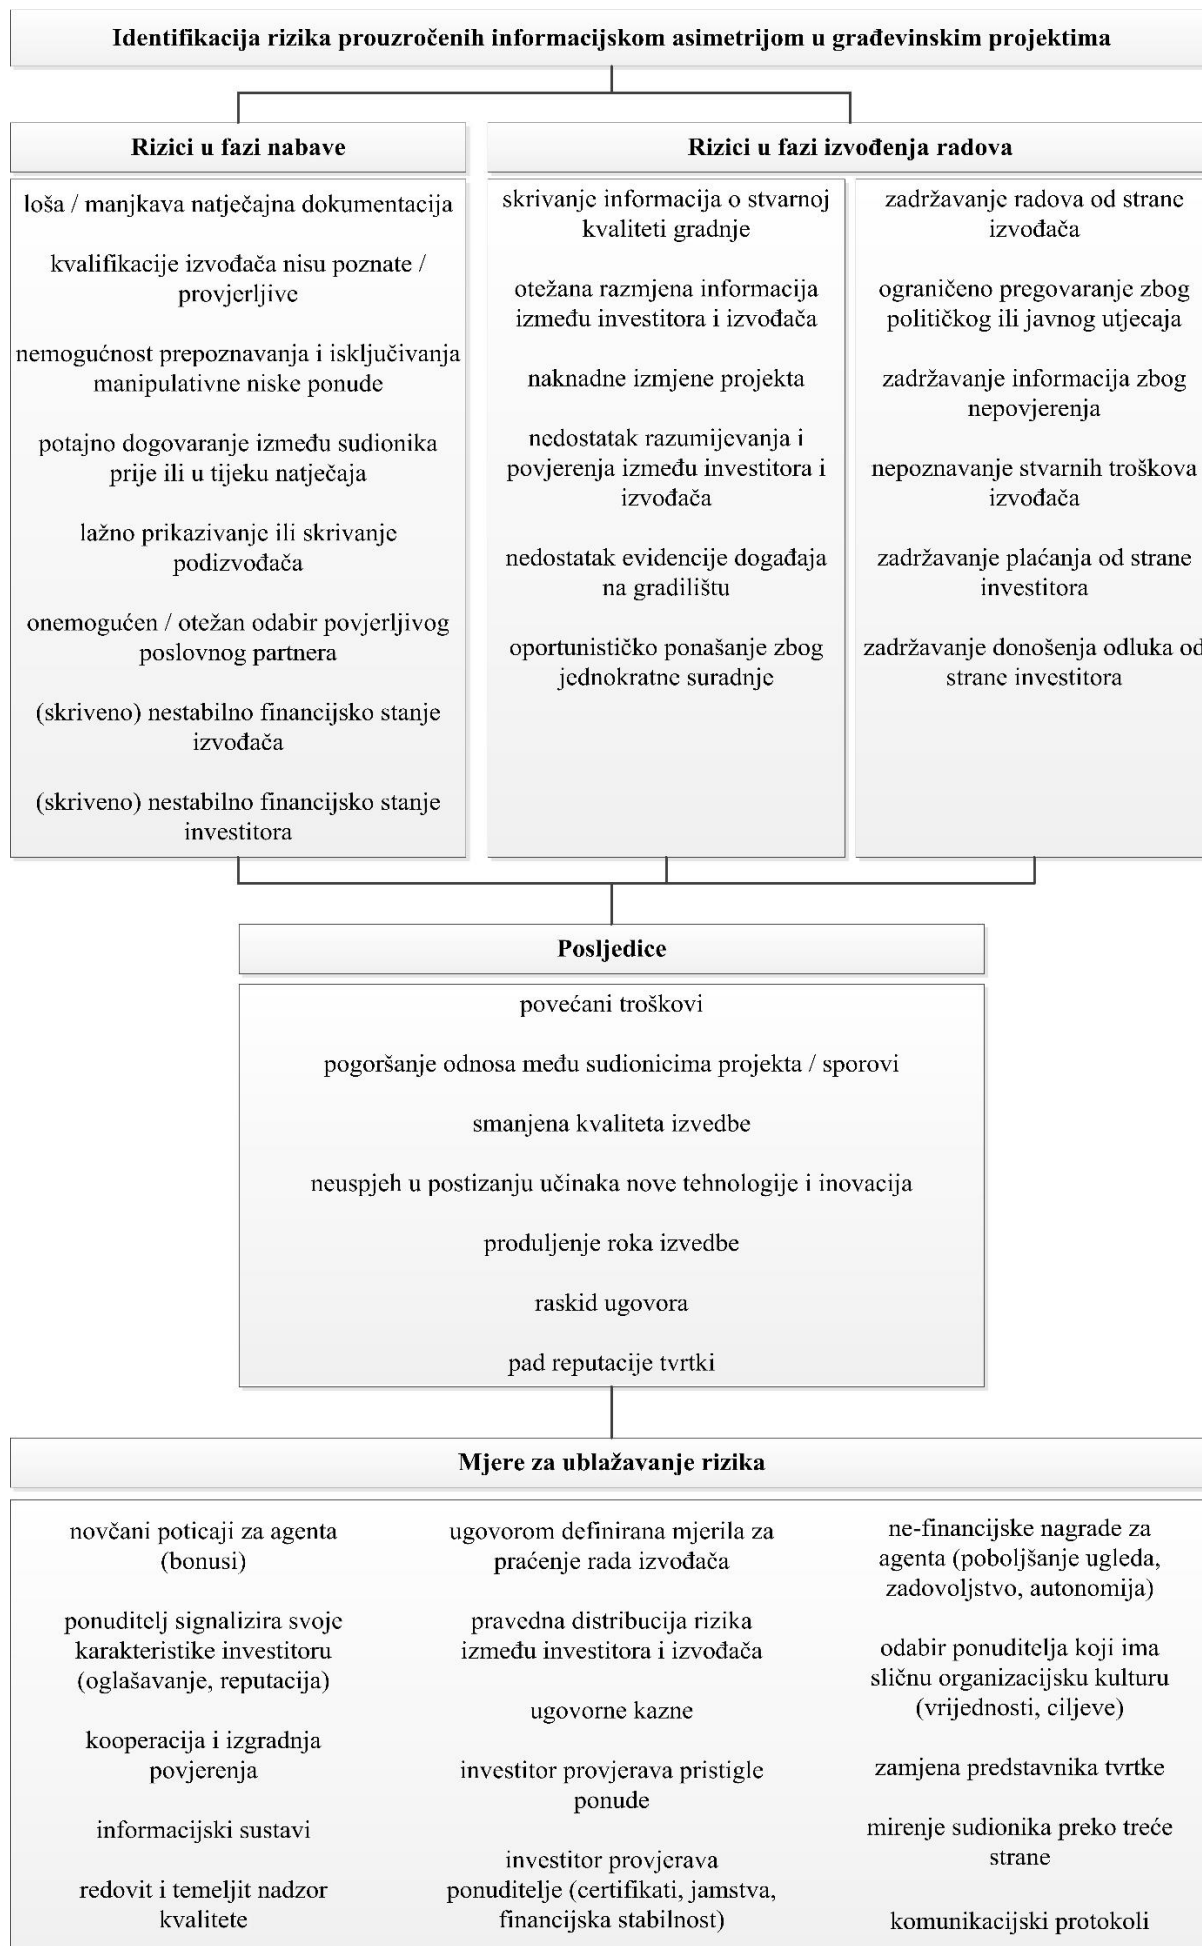 Identifikacija rizika prouzročenih informacijskom asimetrijom u građevinskim projektima
Rizici u fazi nabave
loša / manjkava natječajna dokumentacija
kvalifikacije izvođača nisu poznate /
provjerljive
nemogućnost prepoznavanja i isključivanja
manipulativne niske ponude
potajno dogovaranje između sudionika
prije ili u tijeku natječaja
lažno prikazivanje ili skrivanje
podizvođača
onemogućen / otežan odabir povjerljivog
poslovnog partnera
(skriveno) nestabilno financijsko stanje
izvođača
(skriveno) nestabilno financijsko stanje
investitora
Rizici u fazi izvođenja radova
skrivanje informacija o stvarnoj
kvaliteti gradnje
otežana razmjena informacija
između investitora i izvođača
naknadne izmjene projekta
nedostatak razumijevanja i
povjerenja između investitora i
izvođača
nedostatak evidencije događaja
na gradilištu
oportunističko ponašanje zbog
jednokratne suradnje
zadržavanje radova od strane
izvođača
ograničeno pregovaranje zbog
političkog ili javnog utjecaja
zadržavanje informacija zbog
nepovjerenja
nepoznavanje stvarnih troškova
izvođača
zadržavanje plaćanja od strane
investitora
zadržavanje donošenja odluka od
strane investitora
Posljedice
povećani troškovi
pogoršanje odnosa među sudionicima projekta / sporovi
smanjena kvaliteta izvedbe
neuspjeh u postizanju učinaka nove tehnologije i inovacija
produljenje roka izvedbe
raskid ugovora
pad reputacije tvrtki
Mjere za ublažavanje rizika
novčani poticaji za agenta
(bonusi)
ponuditelj signalizira svoje
karakteristike investitoru
(oglašavanje, reputacija)
kooperacija i izgradnja
povjerenja
informacijski sustavi
redovit i temeljit nadzor
kvalitete
ugovorom definirana mjerila za
praćenje rada izvođača
pravedna distribucija rizika
između investitora i izvođača
ugovorne kazne
investitor provjerava pristigle
ponude
investitor provjerava
ponuditelje (certifikati, jamstva,
financijska stabilnost)
ne-financijske nagrade za
agenta (poboljšanje ugleda,
zadovoljstvo, autonomija)
odabir ponuditelja koji ima
sličnu organizacijsku kulturu
(vrijednosti, ciljeve)
zamjena predstavnika tvrtke
mirenje sudionika preko treće
strane
komunikacijski protokoli